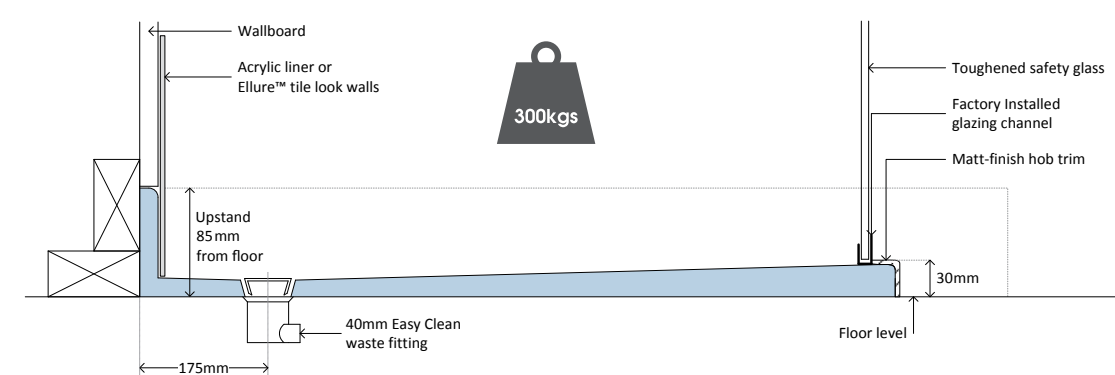 Wallboard
Acrylic liner or
Ellure™ tile look walls
300kgs
Toughened safety glass
Factory Installed
glazing channel
Matt-finish hob trim
Upstand
85mm
from floor
30mm
40mm Easy Clean
waste fitting
Floor level
175mm